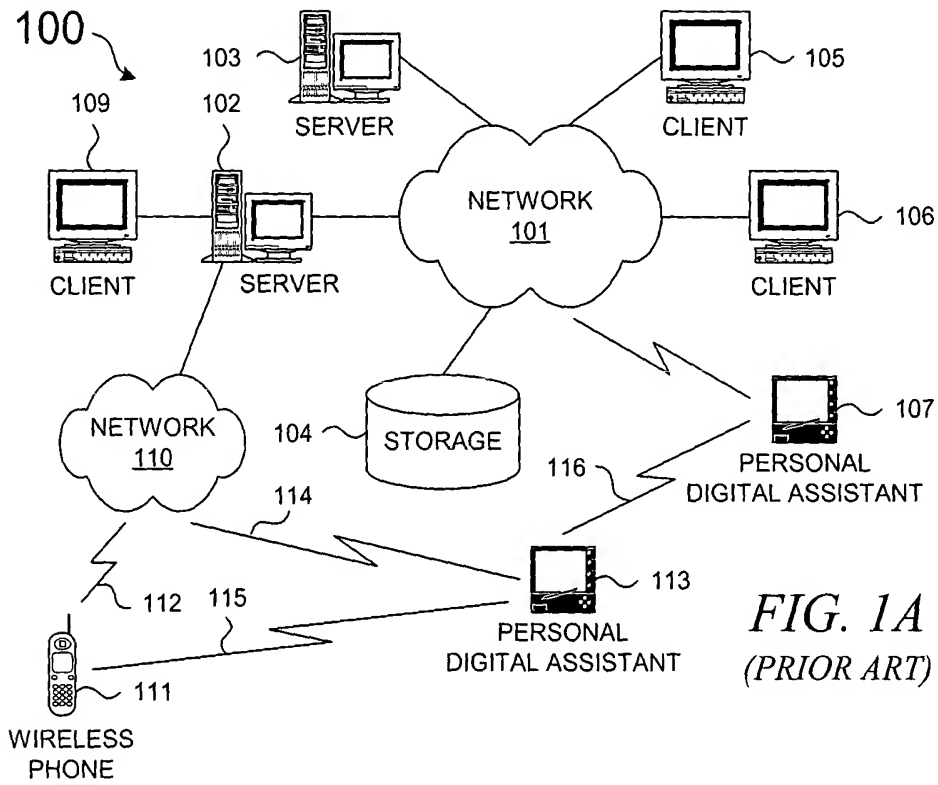 100
103
SERVER
105
CLIENT
109
102
CLIENT
SERVER
NETWORK
101
106
CLIENT
NETWORK
110
104
STORAGE
107
PERSONAL
DIGITAL ASSISTANT
116
114
112
115
113
PERSONAL
DIGITAL ASSISTANT
111
WIRELESS
PHONE
FIG. 1A
(PRIOR ART)